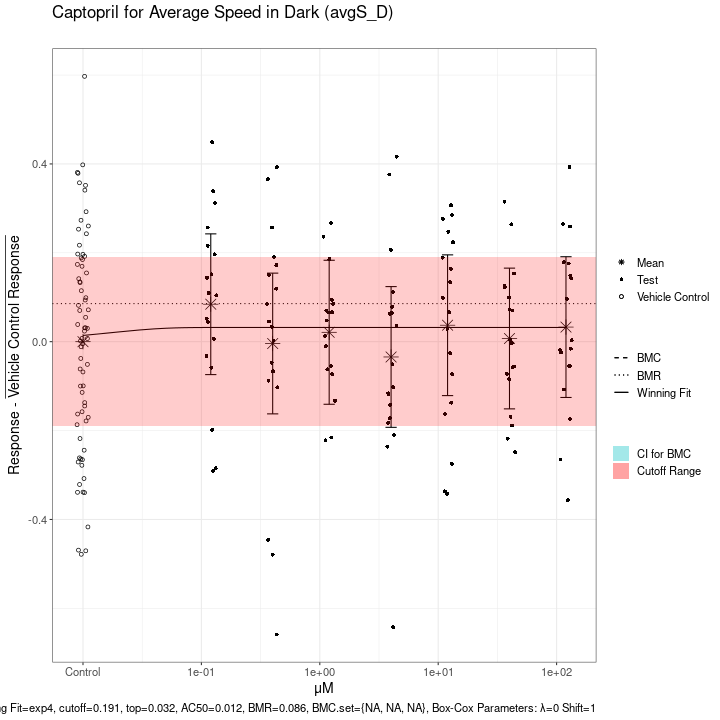 Captopril for Average Speed in Dark (avgS_D)
Response - Vehicle Control Response
0.4
0.0
-0.4
Control
1e-01
1e+00
1e+01
1e+02
μM
Mean
Test
Vehicle Control
BMC
BMR
Winning Fit
CI for BMC
Cutoff Range
Fit=exp4, cutoff=0.191, top=0.032, AC50=0.012, BMR=0.086, BMC.set={NA, NA, NA}, Box-Cox Parameters: λ=0 Shift=1